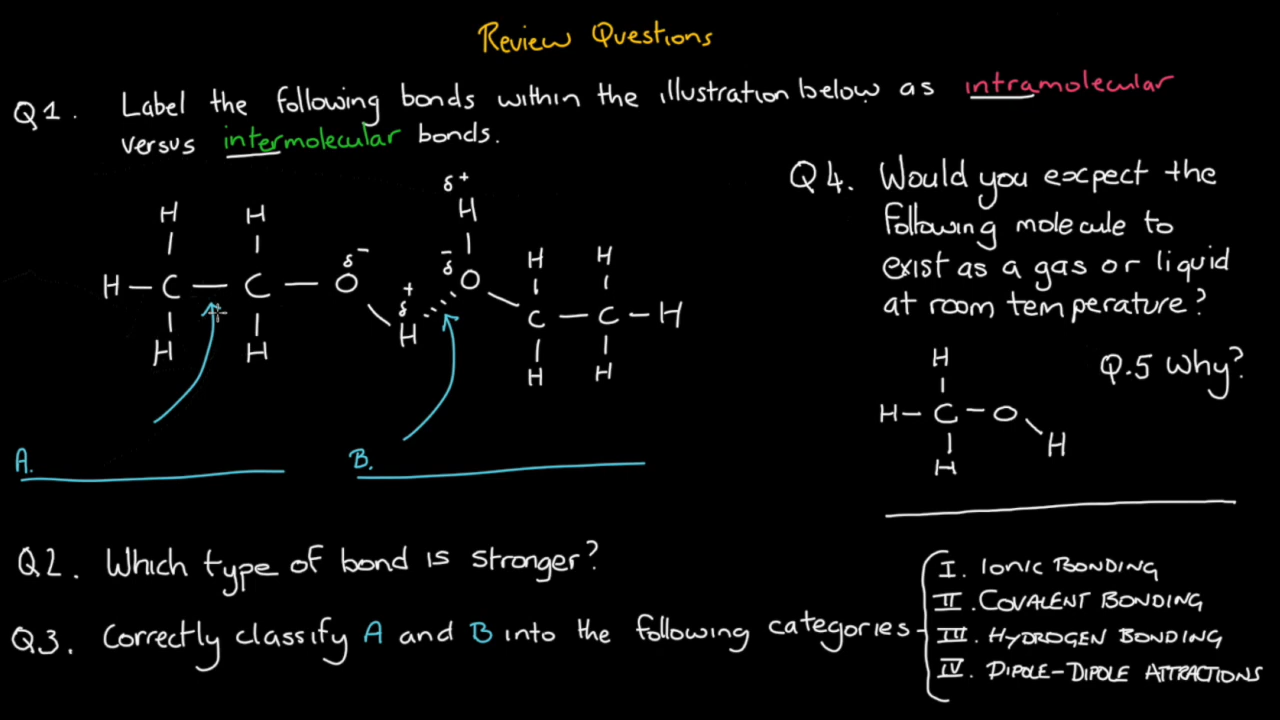 Review Questions
Q1. Label the following bonds within the illustration below as intramolecular
versus intermolecular bonds.
δ+
H
H H
δ-
H — C — C — O
H H
δ+
H
δ-
O
H H
C — C — H
H H
A.
B.
Q4. Would you expect the
following molecule to
exist as a gas or liquid
at room temperature?
Q.5 Why?
H
H — C — O
H
H
Q2. Which type of bond is stronger?
Q3. Correctly classify A and B into the following categories
I. IONIC BONDING
II. COVALENT BONDING
III. HYDROGEN BONDING
IV. DIPOLE-DIPOLE ATTRACTIONS